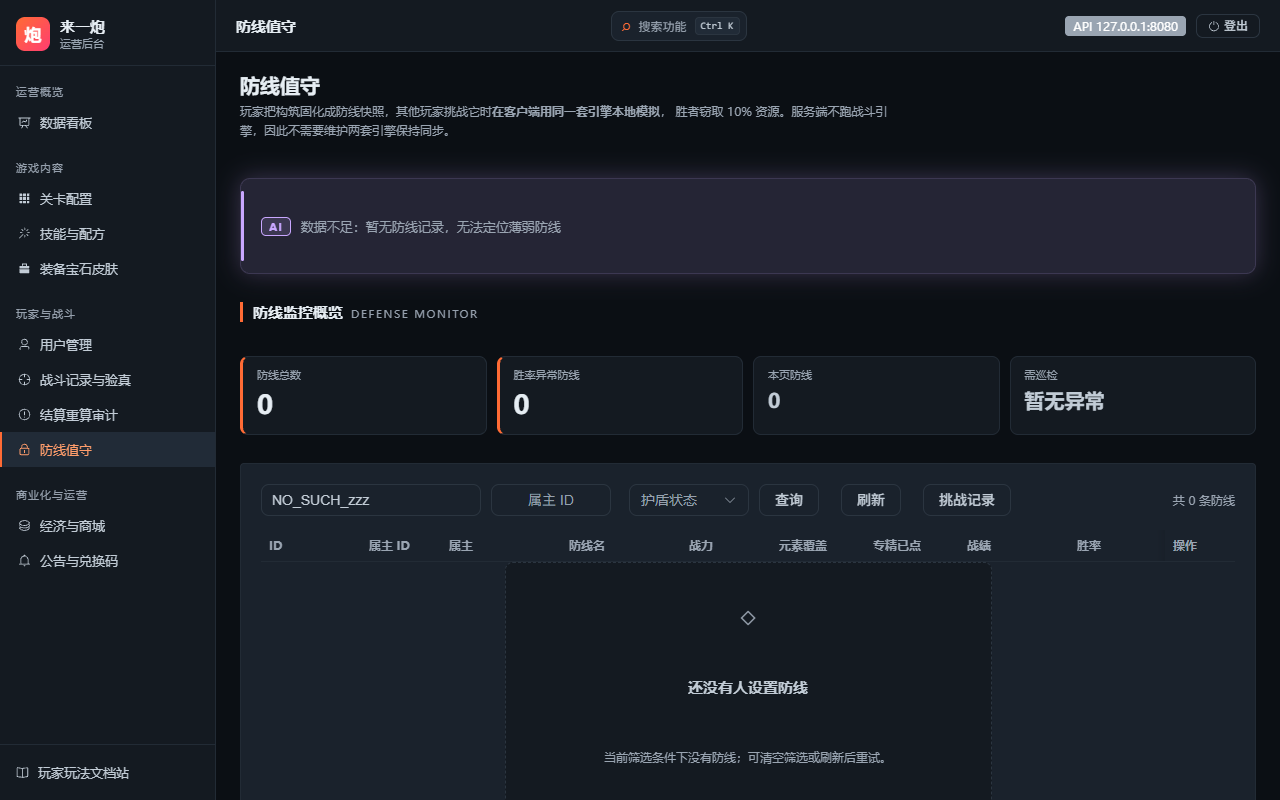 炮
来一炮
运营后台
防线值守
搜索功能 Ctrl K
API 127.0.0.1:8080
登出
运营概览
数据看板
游戏内容
关卡配置
技能与配方
装备宝石皮肤
玩家与战斗
用户管理
战斗记录与验真
结算重算审计
防线值守
商业化与运营
经济与商城
公告与兑换码
玩家玩法文档站
防线值守
玩家把构筑固化成防线快照，其他玩家挑战它时在客户端用同一套引擎本地模拟， 胜者窃取 10% 资源。服务端不跑战斗引
擎，因此不需要维护两套引擎保持同步。
AI 数据不足：暂无防线记录，无法定位薄弱防线
防线监控概览 DEFENSE MONITOR
防线总数
0
胜率异常防线
0
本页防线
0
需巡检
暂无异常
NO_SUCH_zzz 属主 ID 护盾状态 查询 刷新 挑战记录 共 0 条防线
ID 属主 ID 属主 防线名 战力 元素覆盖 专精已点 战绩 胜率 操作
还没有人设置防线
当前筛选条件下没有防线；可清空筛选或刷新后重试。